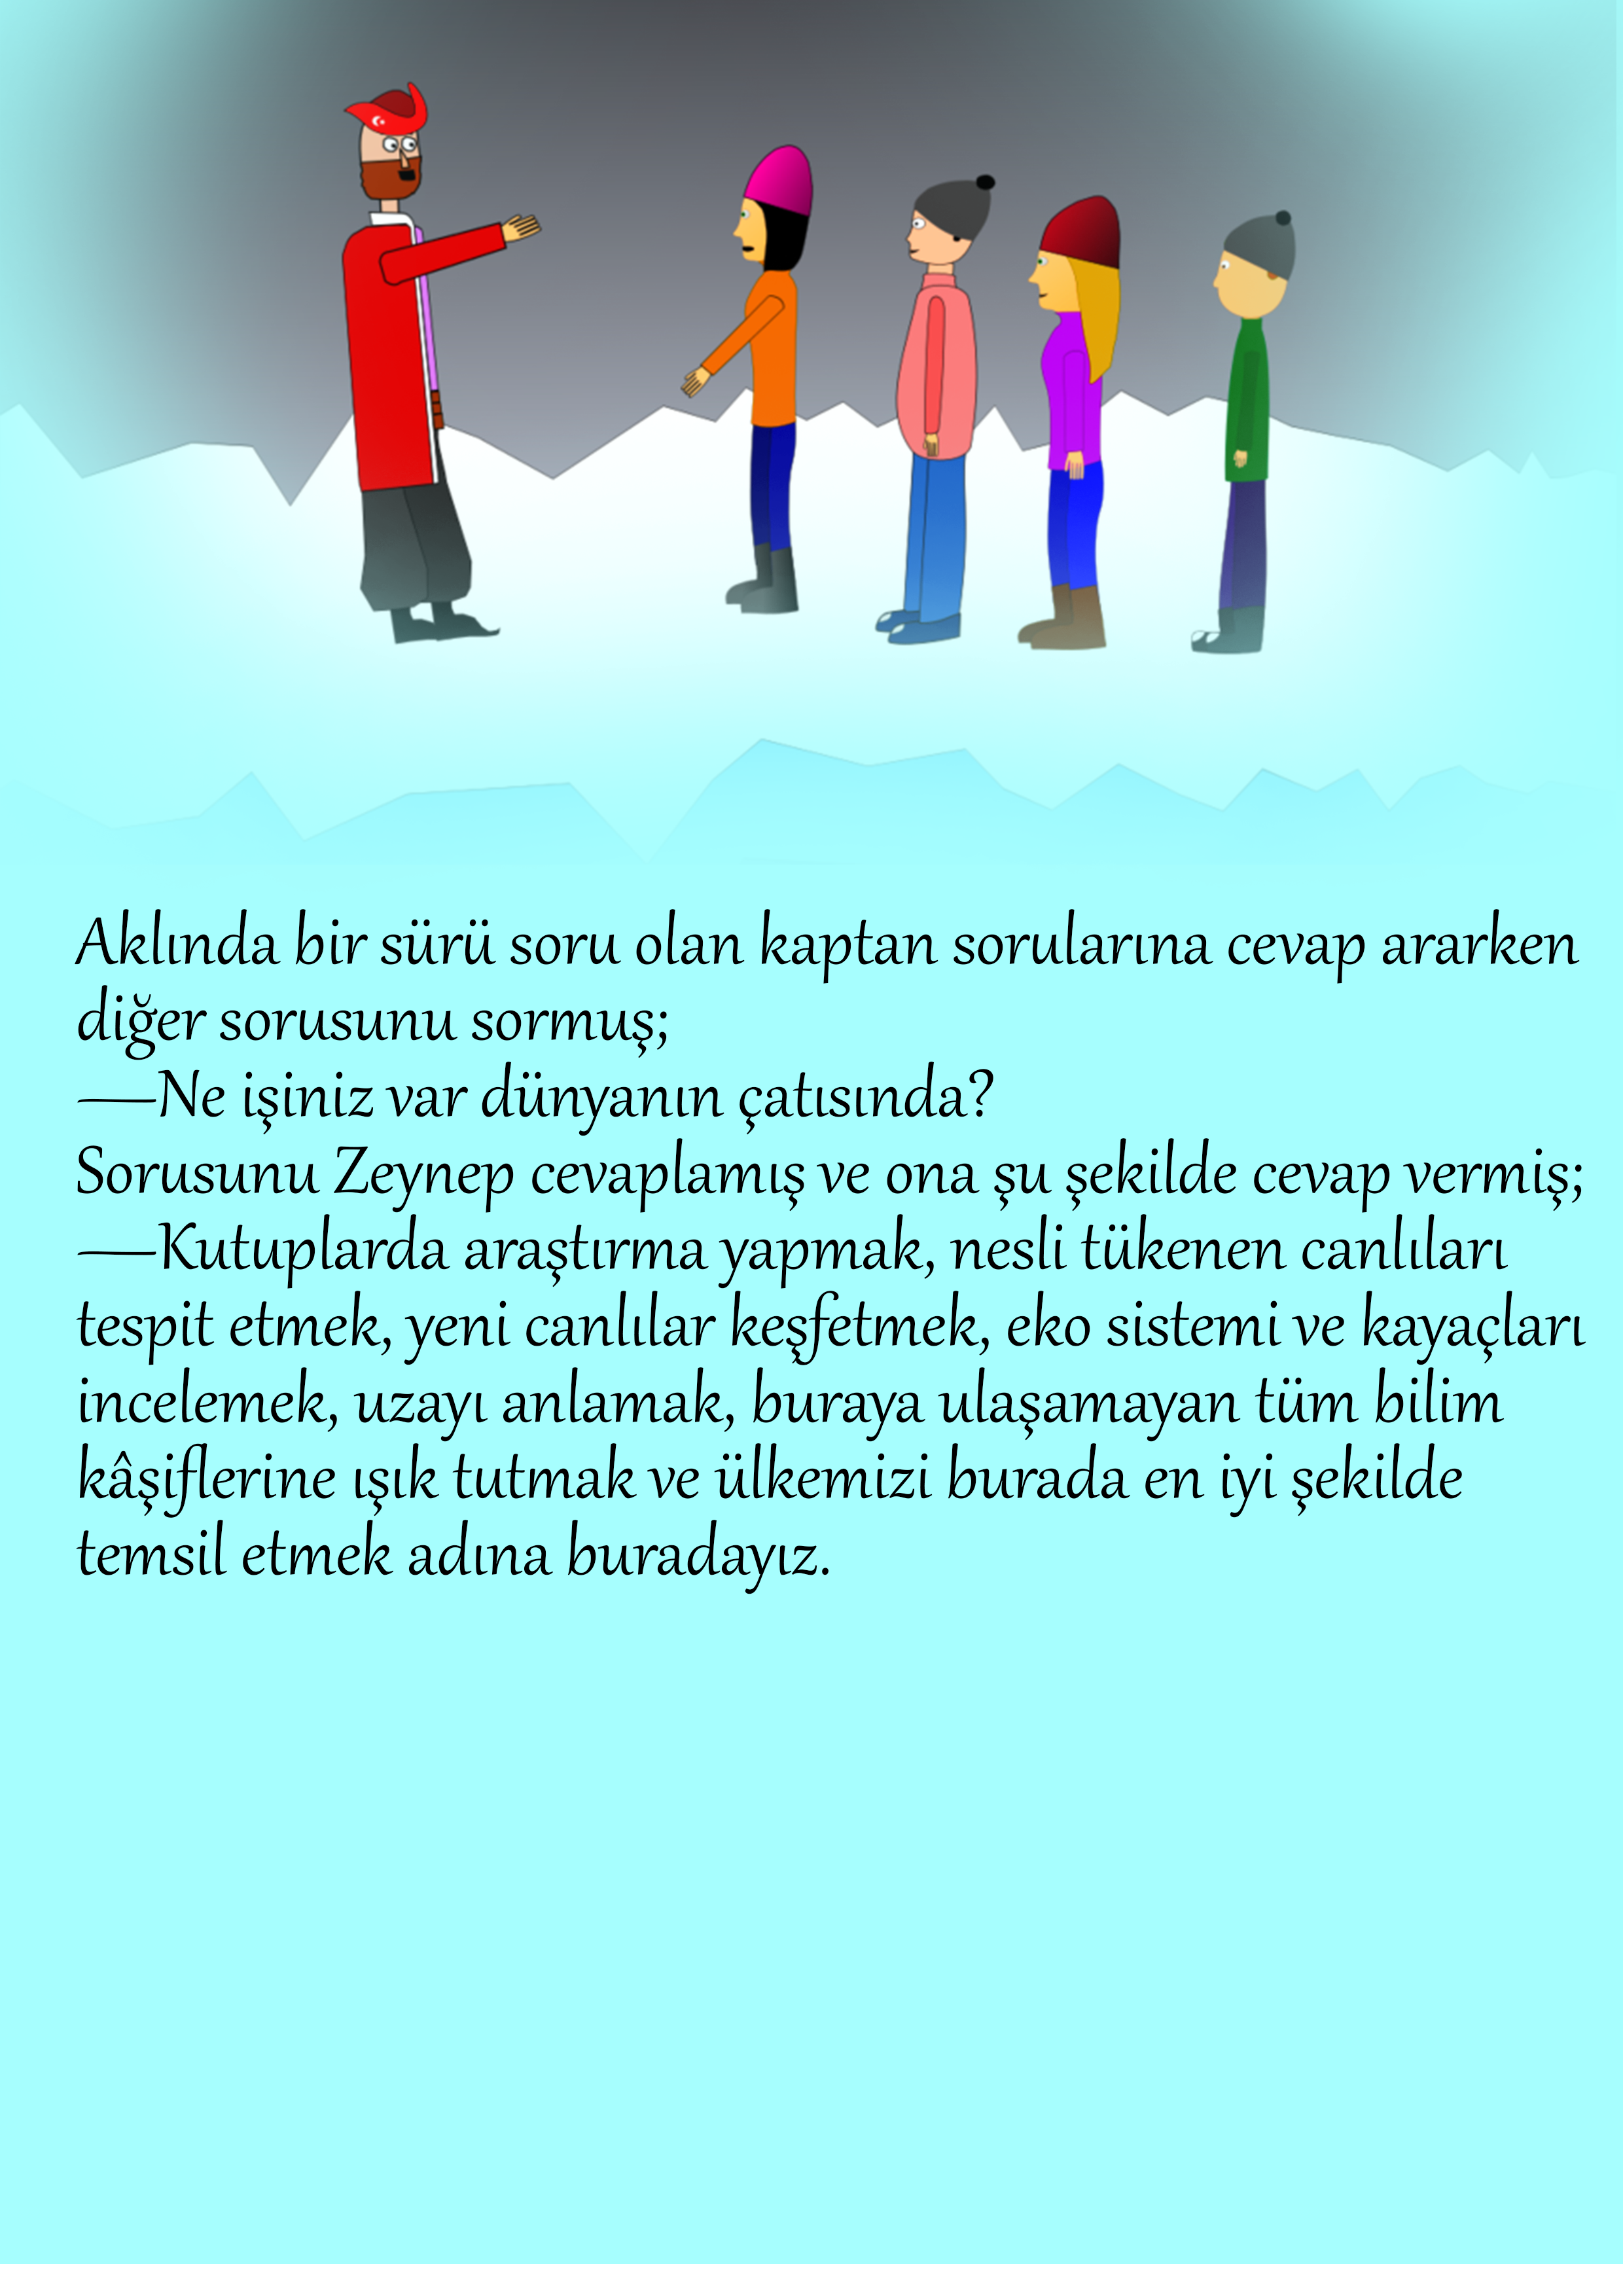 Aklında bir sürü soru olan kaptan sorularına cevap ararken
diğer sorusunu sormuş;
—Ne işiniz var dünyanın çatısında?
Sorusunu Zeynep cevaplamış ve ona şu şekilde cevap vermiş;
—Kutuplarda araştırma yapmak, nesli tükenen canlıları
tespit etmek, yeni canlılar keşfetmek, eko sistemi ve kayaçları
incelemek, uzayı anlamak, buraya ulaşamayan tüm bilim
kâşiflerine ışık tutmak ve ülkemizi burada en iyi şekilde
temsil etmek adına buradayız.